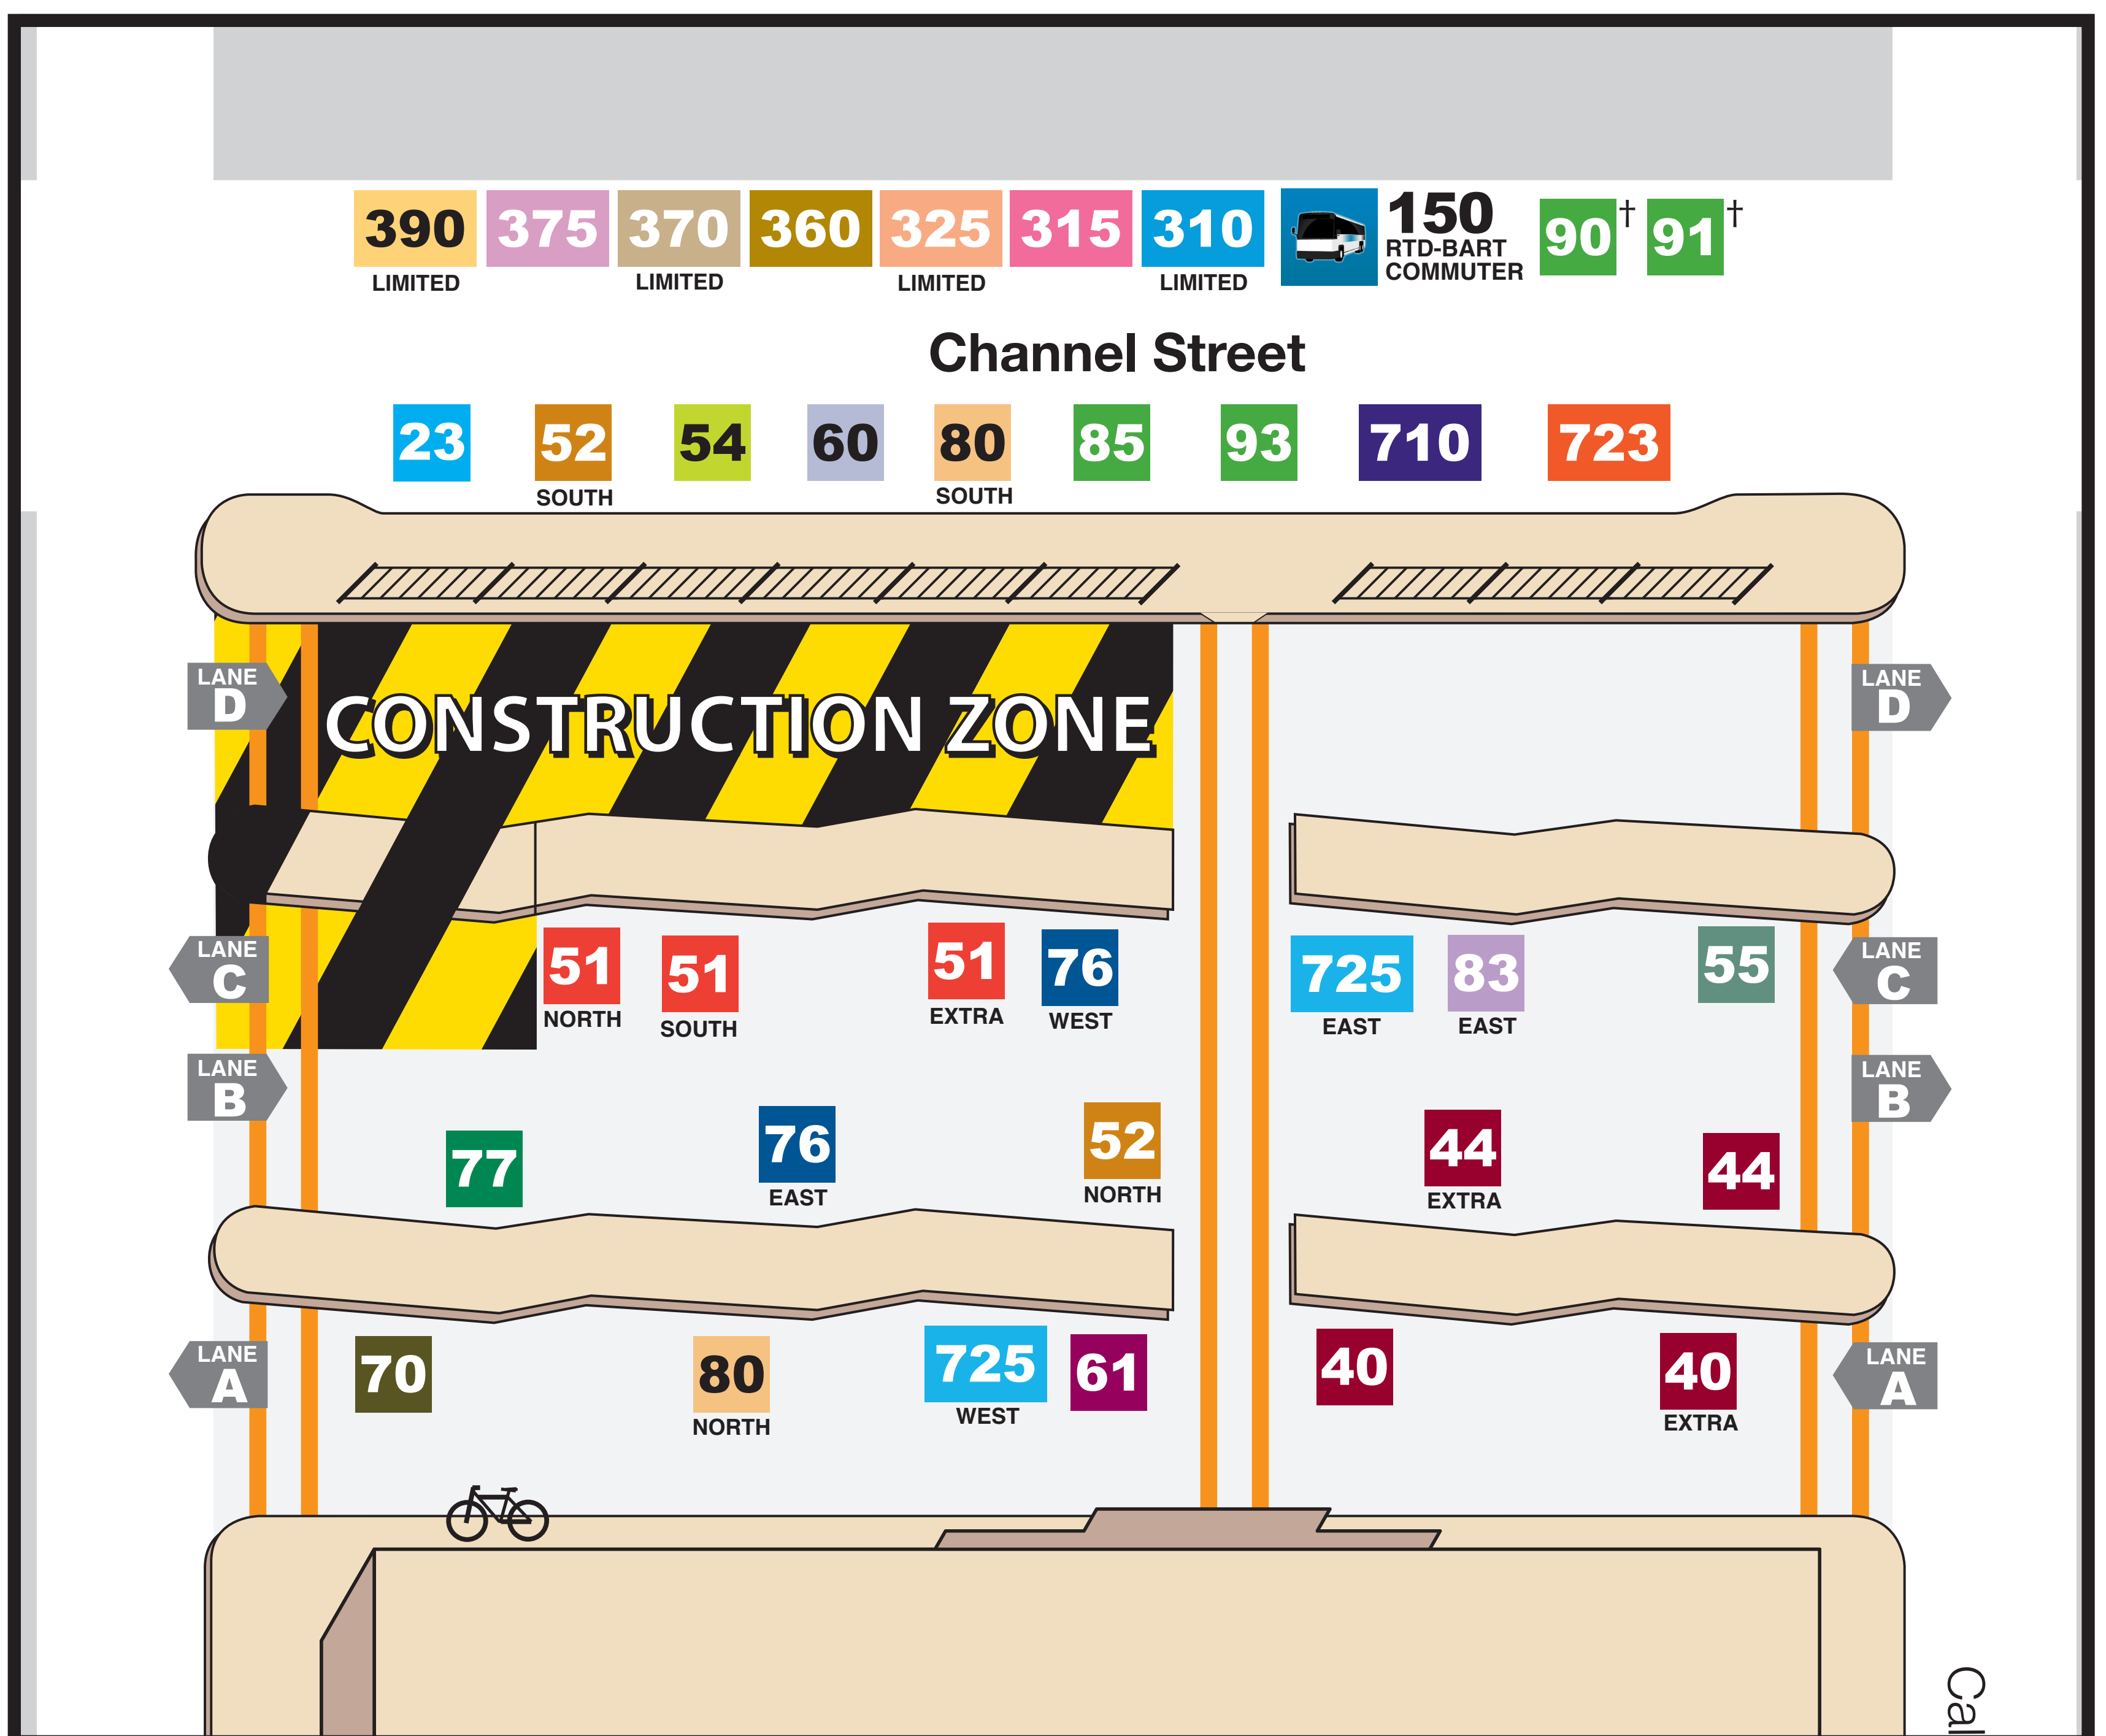 390 375 370 360 325 315 310 150 90† 91†
RTD-BART
COMMUTER
LIMITED LIMITED LIMITED LIMITED
Channel Street
23 52 54 60 80 85 93 710 723
SOUTH SOUTH
LANE D LANE D
CONSTRUCTION ZONE
LANE C 51 51 51 76 725 83 55 LANE C
NORTH SOUTH EXTRA WEST EAST EAST
LANE B LANE B
77 76 52 44 44
EAST NORTH EXTRA
LANE A 70 80 725 61 40 40 LANE A
NORTH WEST EXTRA
Cal